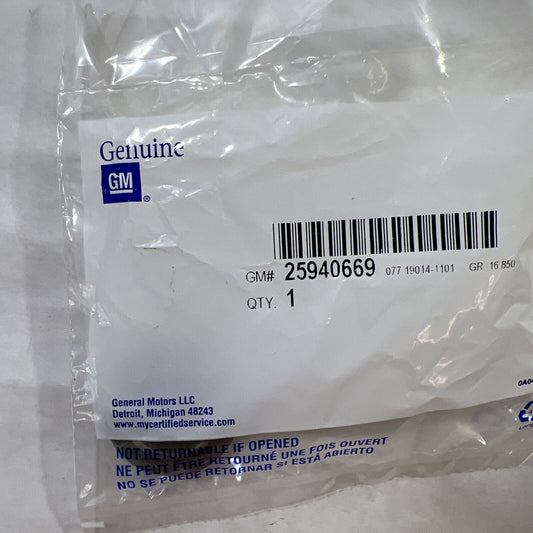 Genuine
GM
®
GM# 25940669 077 19014-1101 GR 16 850
QTY. 1
General Motors LLC
Detroit, Michigan 48243
www.mycertifiedservice.com
NOT RETURNABLE IF OPENED
NE PEUT ÊTRE RETOURNÉ UNE FOIS OUVERT
NO SE PUEDE RETORNAR SI ESTÁ ABIERTO